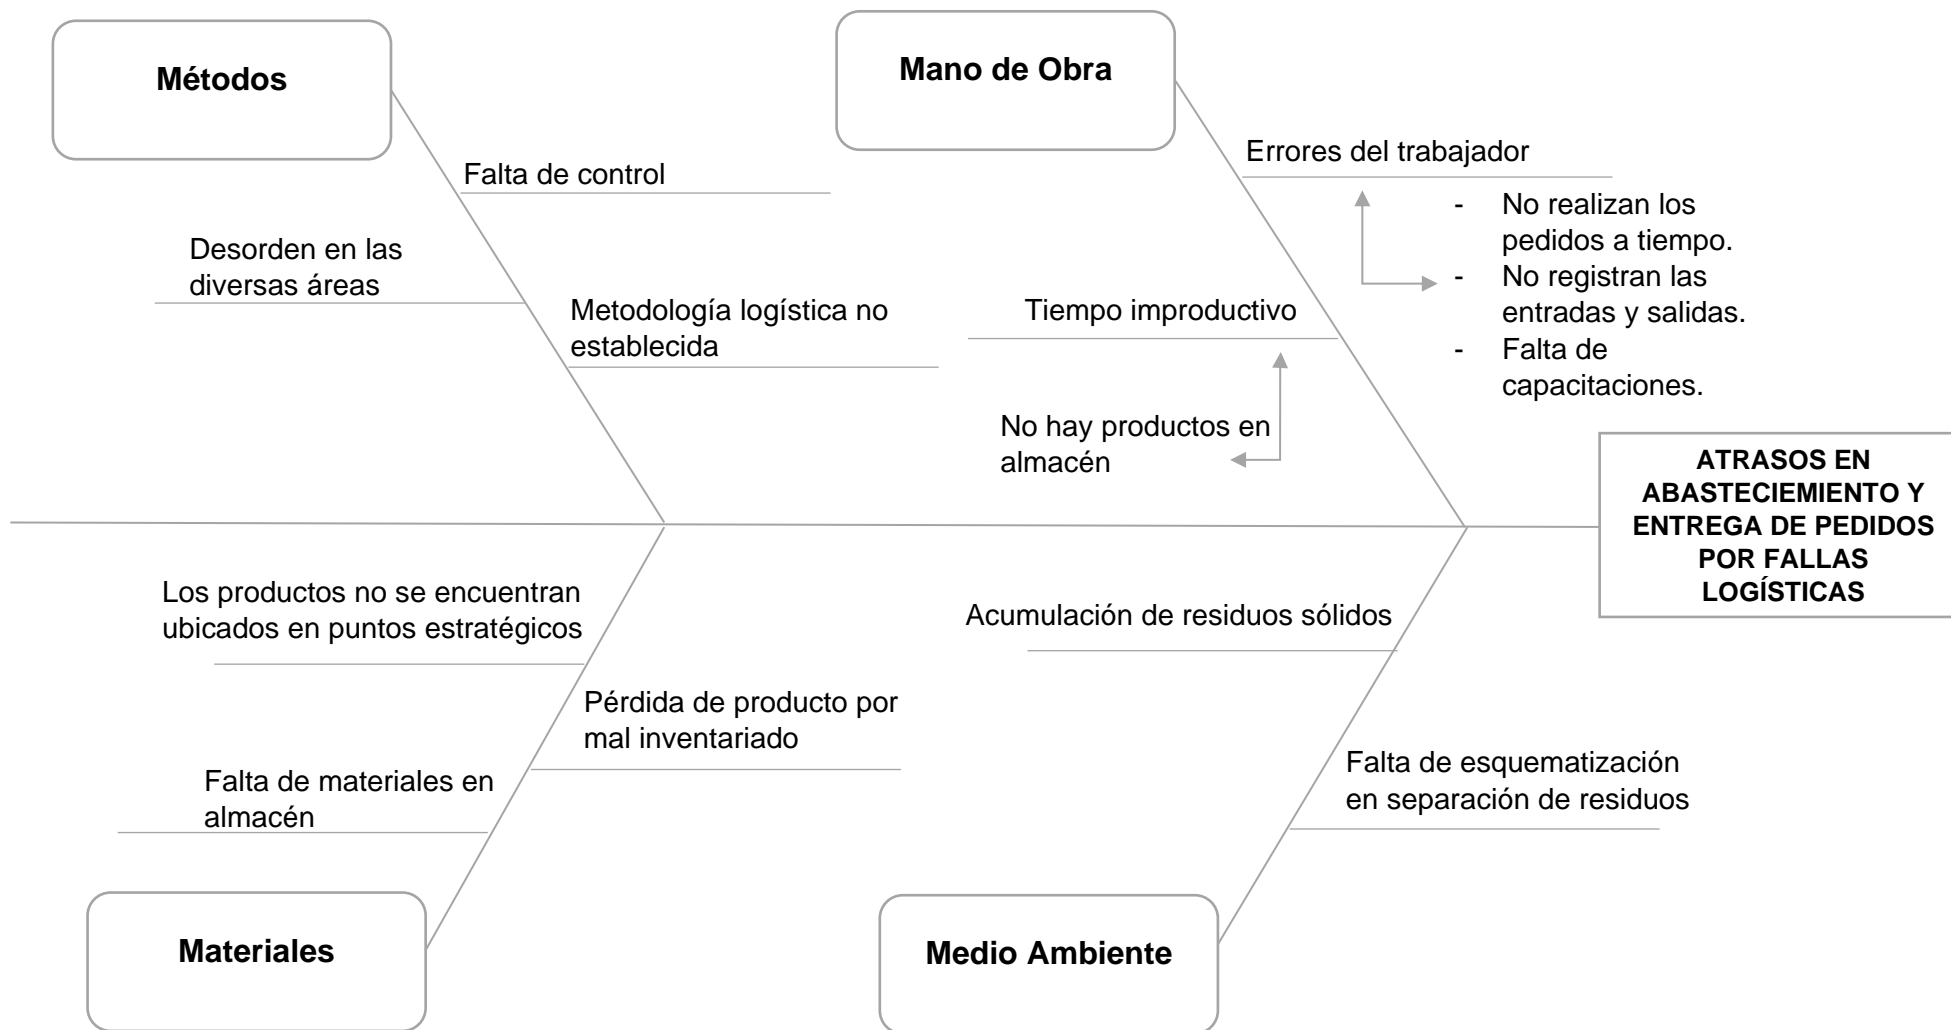 Métodos
Mano de Obra
Falta de control
Desorden en las
diversas áreas
Metodología logística no
establecida
Errores del trabajador
- No realizan los
pedidos a tiempo.
- No registran las
entradas y salidas.
- Falta de
capacitaciones.
Tiempo improductivo
No hay productos en
almacén
ATRASOS EN
ABASTECIEMIENTO Y
ENTREGA DE PEDIDOS
POR FALLAS
LOGÍSTICAS
Los productos no se encuentran
ubicados en puntos estratégicos
Pérdida de producto por
mal inventariado
Falta de materiales en
almacén
Acumulación de residuos sólidos
Falta de esquematización
en separación de residuos
Materiales
Medio Ambiente